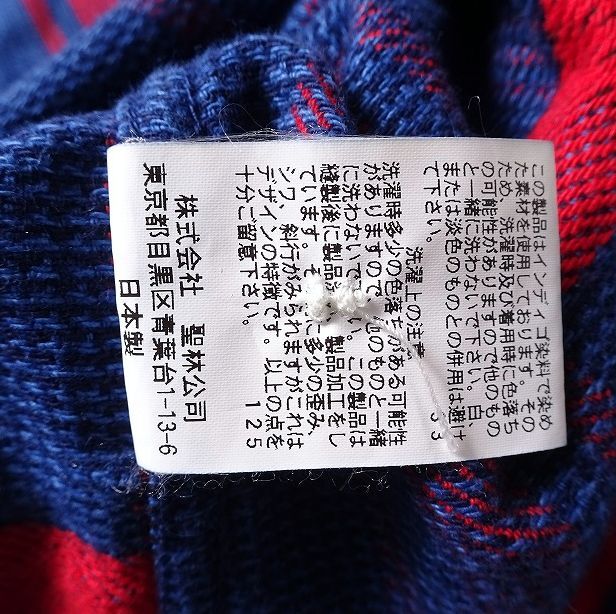 この製品はインディゴ染料で染め
た素材を使用しております。その
ため、洗濯時及び着用時に色落ち
の可能性がありますので他のもの
と一緒に洗わないで下さい。白、
または淡色のものとの併用は避け
て下さい。 33
洗濯上の注意
洗濯時多少の色落ちがある可能性
がありますので 他のものと一緒
に洗わないで い。この製品は
縫製後に製品洗い、製品加工をし
ています。そ に多少の歪み、
シワ、斜行がみられますがこれは
デザインの特徴です。以上の点を
十分ご留意下さい。 125
株式会社 聖林公司
東京都目黒区青葉台1-13-6
日本製